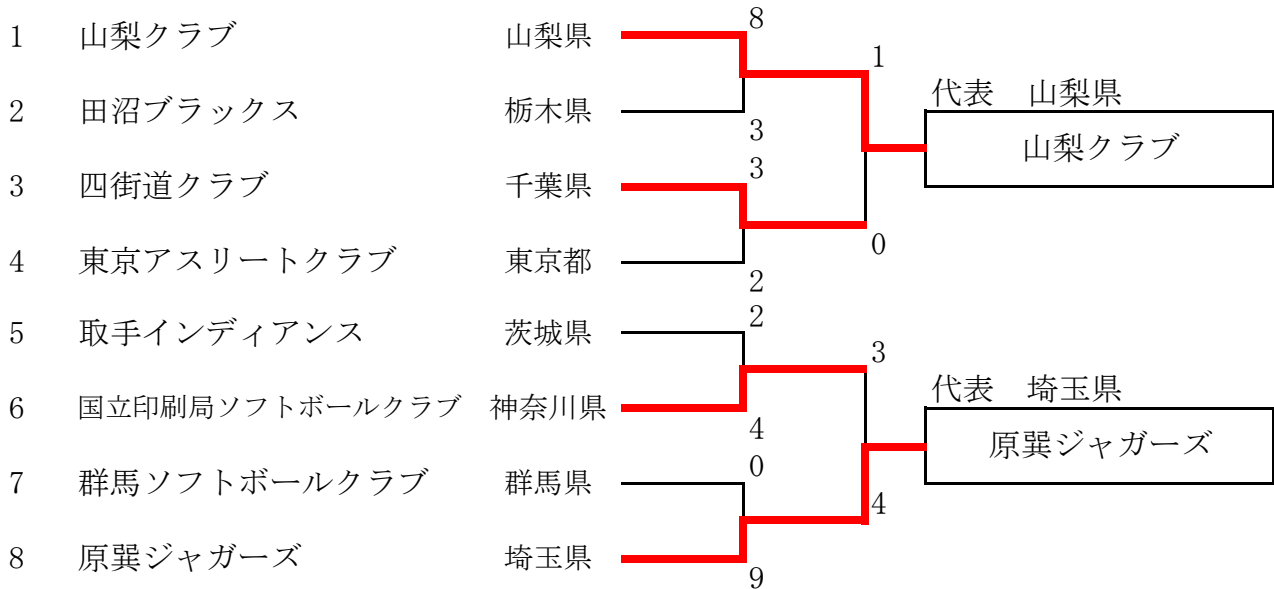 1 山梨クラブ 山梨県 8
1
代表 山梨県
2 田沼ブラックス 栃木県 3
山梨クラブ
3 四街道クラブ 千葉県 3
0
4 東京アスリートクラブ 東京都 2
5 取手インディアンス 茨城県 2
3
代表 埼玉県
6 国立印刷局ソフトボールクラブ 神奈川県 4
原巽ジャガーズ
7 群馬ソフトボールクラブ 群馬県 0
4
8 原巽ジャガーズ 埼玉県 9